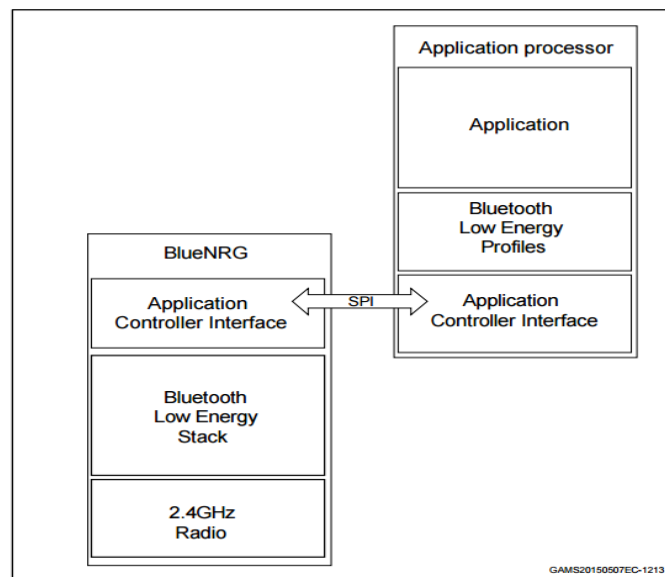 Application processor
Application
Bluetooth
Low Energy
Profiles
Application
Controller Interface
SPI
BlueNRG
Application
Controller Interface
Bluetooth
Low Energy
Stack
2.4GHz
Radio
GAMS20150507EC-1213